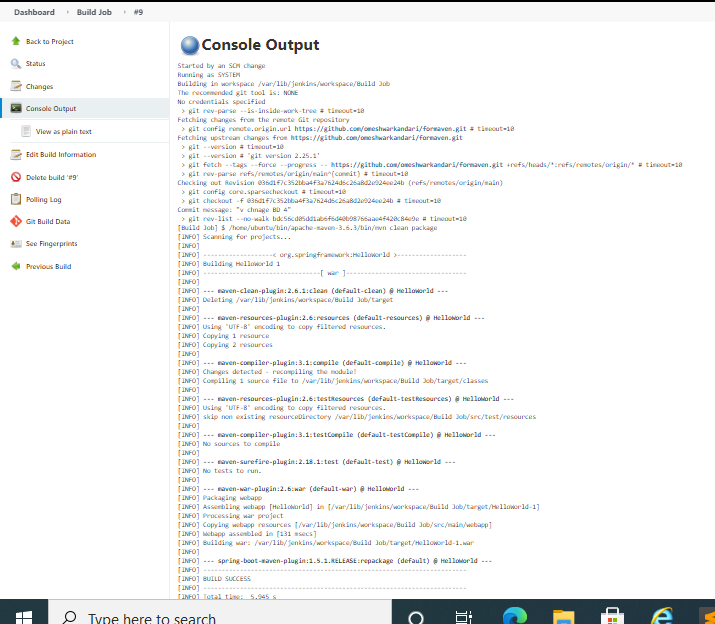 Dashboard › Build Job › #9
Back to Project
Status
Changes
Console Output
View as plain text
Edit Build Information
Delete build '#9'
Polling Log
Git Build Data
See Fingerprints
Previous Build
Console Output
Started by an SCM change
Running as SYSTEM
Building in workspace /var/lib/jenkins/workspace/Build Job
The recommended git tool is: NONE
No credentials specified
> git rev-parse --is-inside-work-tree # timeout=10
Fetching changes from the remote Git repository
> git config remote.origin.url https://github.com/omeshwarkandari/formaven.git # timeout=10
Fetching upstream changes from https://github.com/omeshwarkandari/formaven.git
> git --version # timeout=10
> git --version # 'git version 2.25.1'
> git fetch --tags --force --progress -- https://github.com/omeshwarkandari/formaven.git +refs/heads/*:refs/remotes/origin/* # timeout=10
> git rev-parse refs/remotes/origin/main^{commit} # timeout=10
Checking out Revision 036d1f7c352bba4f3a7624d6c26a8d2e924ee24b (refs/remotes/origin/main)
> git config core.sparsecheckout # timeout=10
> git checkout -f 036d1f7c352bba4f3a7624d6c26a8d2e924ee24b # timeout=10
Commit message: "v chnage BD 4"
> git rev-list --no-walk bdc56cd05dd1ab6f6d40b98766aae4f420c84e9e # timeout=10
[Build Job] $ /home/ubuntu/bin/apache-maven-3.6.3/bin/mvn clean package
[INFO] Scanning for projects...
[INFO]
[INFO] -------------------< org.springframework:HelloWorld >-------------------
[INFO] Building HelloWorld 1
[INFO] --------------------------------[ war ]---------------------------------
[INFO]
[INFO] --- maven-clean-plugin:2.6.1:clean (default-clean) @ HelloWorld ---
[INFO] Deleting /var/lib/jenkins/workspace/Build Job/target
[INFO]
[INFO] --- maven-resources-plugin:2.6:resources (default-resources) @ HelloWorld ---
[INFO] Using 'UTF-8' encoding to copy filtered resources.
[INFO] Copying 1 resource
[INFO] Copying 2 resources
[INFO]
[INFO] --- maven-compiler-plugin:3.1:compile (default-compile) @ HelloWorld ---
[INFO] Changes detected - recompiling the module!
[INFO] Compiling 1 source file to /var/lib/jenkins/workspace/Build Job/target/classes
[INFO]
[INFO] --- maven-resources-plugin:2.6:testResources (default-testResources) @ HelloWorld ---
[INFO] Using 'UTF-8' encoding to copy filtered resources.
[INFO] skip non existing resourceDirectory /var/lib/jenkins/workspace/Build Job/src/test/resources
[INFO]
[INFO] --- maven-compiler-plugin:3.1:testCompile (default-testCompile) @ HelloWorld ---
[INFO] No sources to compile
[INFO]
[INFO] --- maven-surefire-plugin:2.18.1:test (default-test) @ HelloWorld ---
[INFO] No tests to run.
[INFO]
[INFO] --- maven-war-plugin:2.6:war (default-war) @ HelloWorld ---
[INFO] Packaging webapp
[INFO] Assembling webapp [HelloWorld] in [/var/lib/jenkins/workspace/Build Job/target/HelloWorld-1]
[INFO] Processing war project
[INFO] Copying webapp resources [/var/lib/jenkins/workspace/Build Job/src/main/webapp]
[INFO] Webapp assembled in [131 msecs]
[INFO] Building war: /var/lib/jenkins/workspace/Build Job/target/HelloWorld-1.war
[INFO]
[INFO] --- spring-boot-maven-plugin:1.5.1.RELEASE:repackage (default) @ HelloWorld ---
[INFO] ------------------------------------------------------------------------
[INFO] BUILD SUCCESS
[INFO] ------------------------------------------------------------------------
[INFO] Total time: 5.945 s
Type here to search